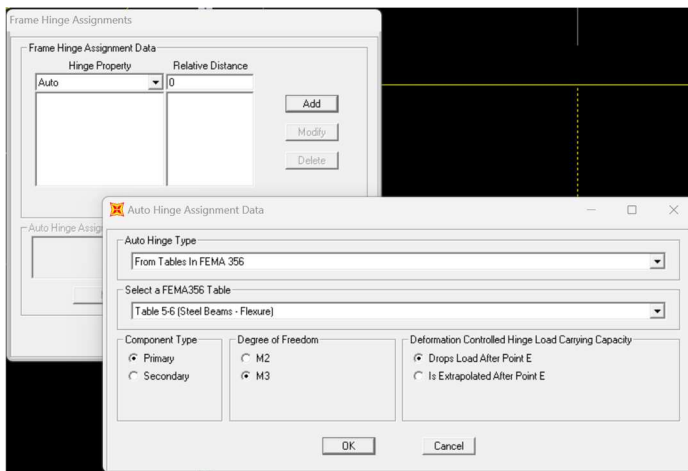 Frame Hinge Assignments
Frame Hinge Assignment Data
Hinge Property Relative Distance
Auto 0
Add
Modify
Delete
Auto Hinge Assignment Data
Auto Hinge Assig
Auto Hinge Type
From Tables In FEMA 356
Select a FEMA356 Table
Table 5-6 (Steel Beams - Flexure)
Component Type Degree of Freedom Deformation Controlled Hinge Load Carrying Capacity
Primary M2 Drops Load After Point E
Secondary M3 Is Extrapolated After Point E
OK Cancel